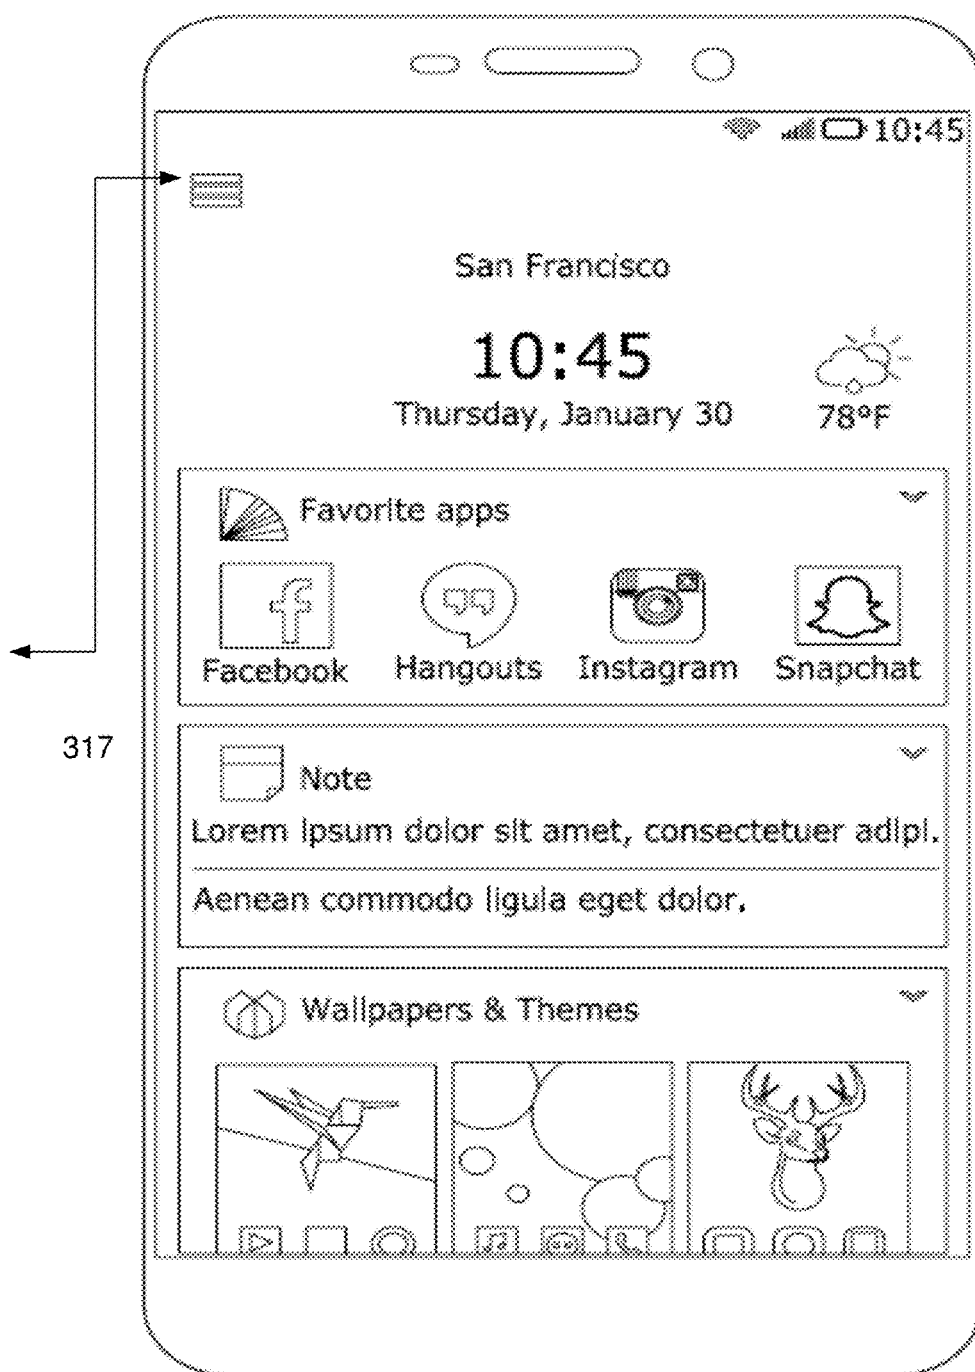 10:45
San Francisco
10:45
Thursday, January 30
78°F
Favorite apps
Facebook Hangouts Instagram Snapchat
317
Note
Lorem ipsum dolor sit amet, consectetuer adipi.
Aenean commodo ligula eget dolor.
Wallpapers & Themes